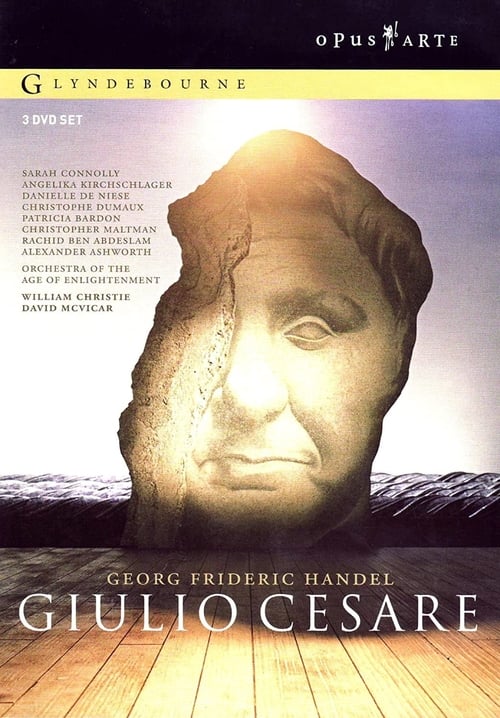 OPUS ARTE
GLYNDEBOURNE
3 DVD SET
SARAH CONNOLLY
ANGELIKA KIRCHSCHLAGER
DANIELLE DE NIESE
CHRISTOPHE DUMAUX
PATRICIA BARDON
CHRISTOPHER MALTMAN
RACHID BEN ABDESLAM
ALEXANDER ASHWORTH
ORCHESTRA OF THE
AGE OF ENLIGHTENMENT
WILLIAM CHRISTIE
DAVID MCVICAR
GEORG FRIDERIC HANDEL
GIULIO CESARE